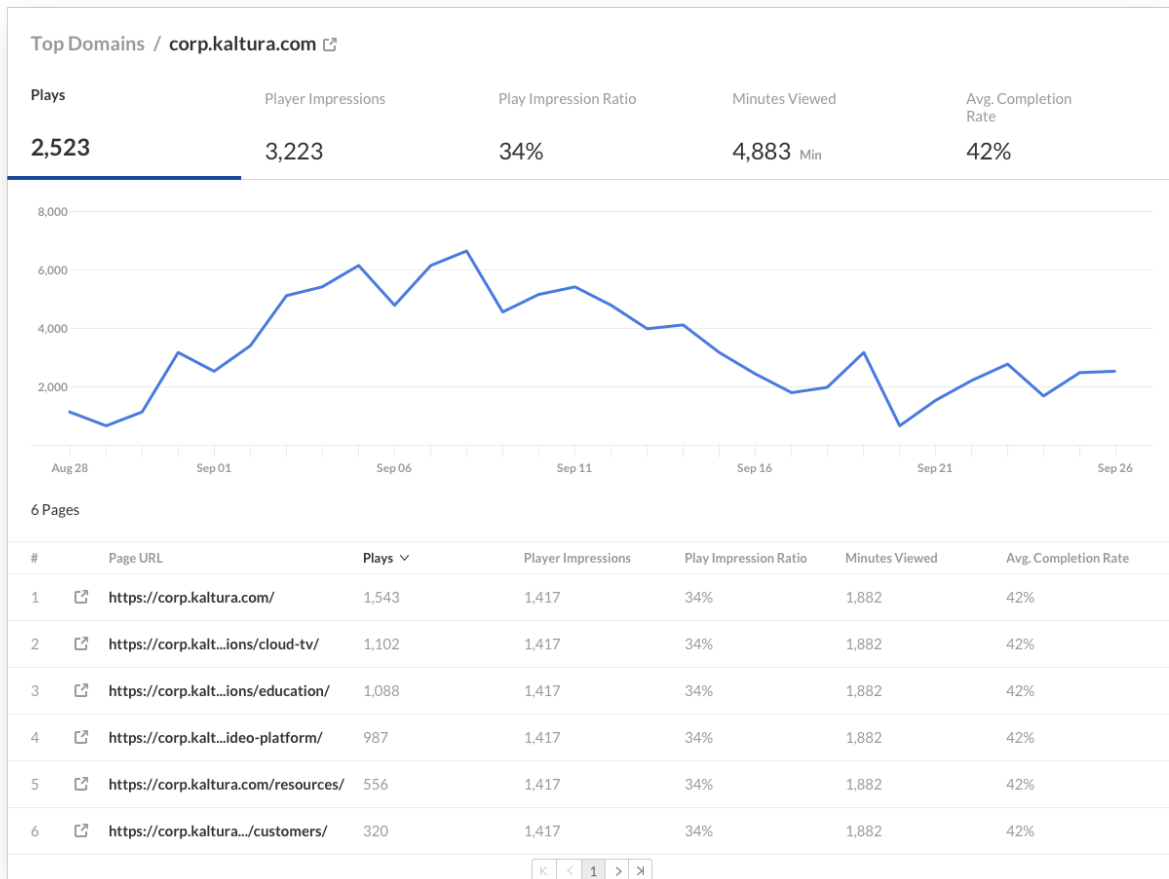 Top Domains / corp.kaltura.com
Plays Player Impressions Play Impression Ratio Minutes Viewed Avg. Completion Rate
2,523 3,223 34% 4,883 Min 42%
8,000
6,000
4,000
2,000
Aug 28 Sep 01 Sep 06 Sep 11 Sep 16 Sep 21 Sep 26
6 Pages
# Page URL Plays Player Impressions Play Impression Ratio Minutes Viewed Avg. Completion Rate
1 https://corp.kaltura.com/ 1,543 1,417 34% 1,882 42%
2 https://corp.kalt...ions/cloud-tv/ 1,102 1,417 34% 1,882 42%
3 https://corp.kalt...ions/education/ 1,088 1,417 34% 1,882 42%
4 https://corp.kalt...ideo-platform/ 987 1,417 34% 1,882 42%
5 https://corp.kaltura.com/resources/ 556 1,417 34% 1,882 42%
6 https://corp.kaltura.../customers/ 320 1,417 34% 1,882 42%
1